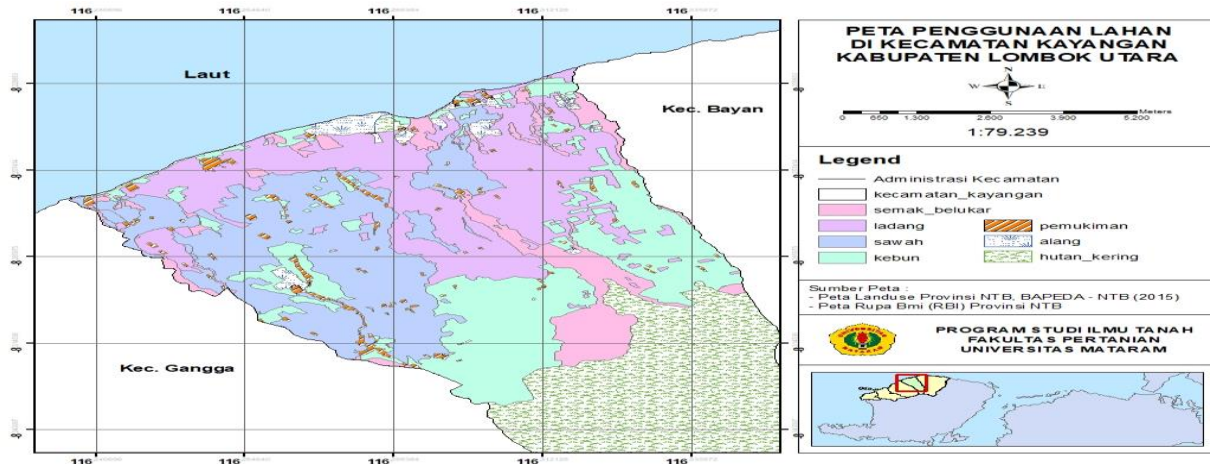 116
116
116
116
116
Laut
Kec. Bayan
Kec. Gangga
116
116
116
116
116
PETA PENGGUNAAN LAHAN
DI KECAMATAN KAYANGAN
KABUPATEN LOMBOK UTARA
N
W
E
S
Meters
0 650 1.300 2.600 3.900 5.200
1:79.239
Legend
Administrasi Kecamatan
kecamatan_kayangan
semak_belukar
ladang
sawah
kebun
pemukiman
alang
hutan_kering
Sumber Peta :
- Peta Landuse Provinsi NTB, BAPEDA - NTB (2015)
- Peta Rupa Bmi (RBI) Provinsi NTB
PROGRAM STUDI ILMU TANAH
FAKULTAS PERTANIAN
UNIVERSITAS MATARAM